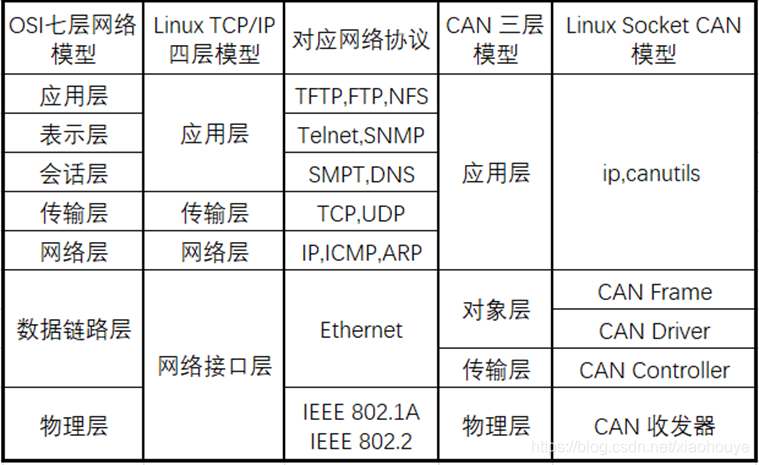 OSI七层网络
模型
Linux TCP/IP
四层模型
对应网络协议
CAN 三层
模型
Linux Socket CAN
模型
应用层
应用层
TFTP,FTP,NFS
应用层
ip,canutils
表示层
Telnet,SNMP
会话层
SMPT,DNS
传输层
传输层
TCP,UDP
网络层
网络层
IP,ICMP,ARP
数据链路层
网络接口层
Ethernet
对象层
CAN Frame
CAN Driver
传输层
CAN Controller
物理层
IEEE 802.1A
IEEE 802.2
物理层
CAN 收发器
https://blog.csdn.net/xiaohouye